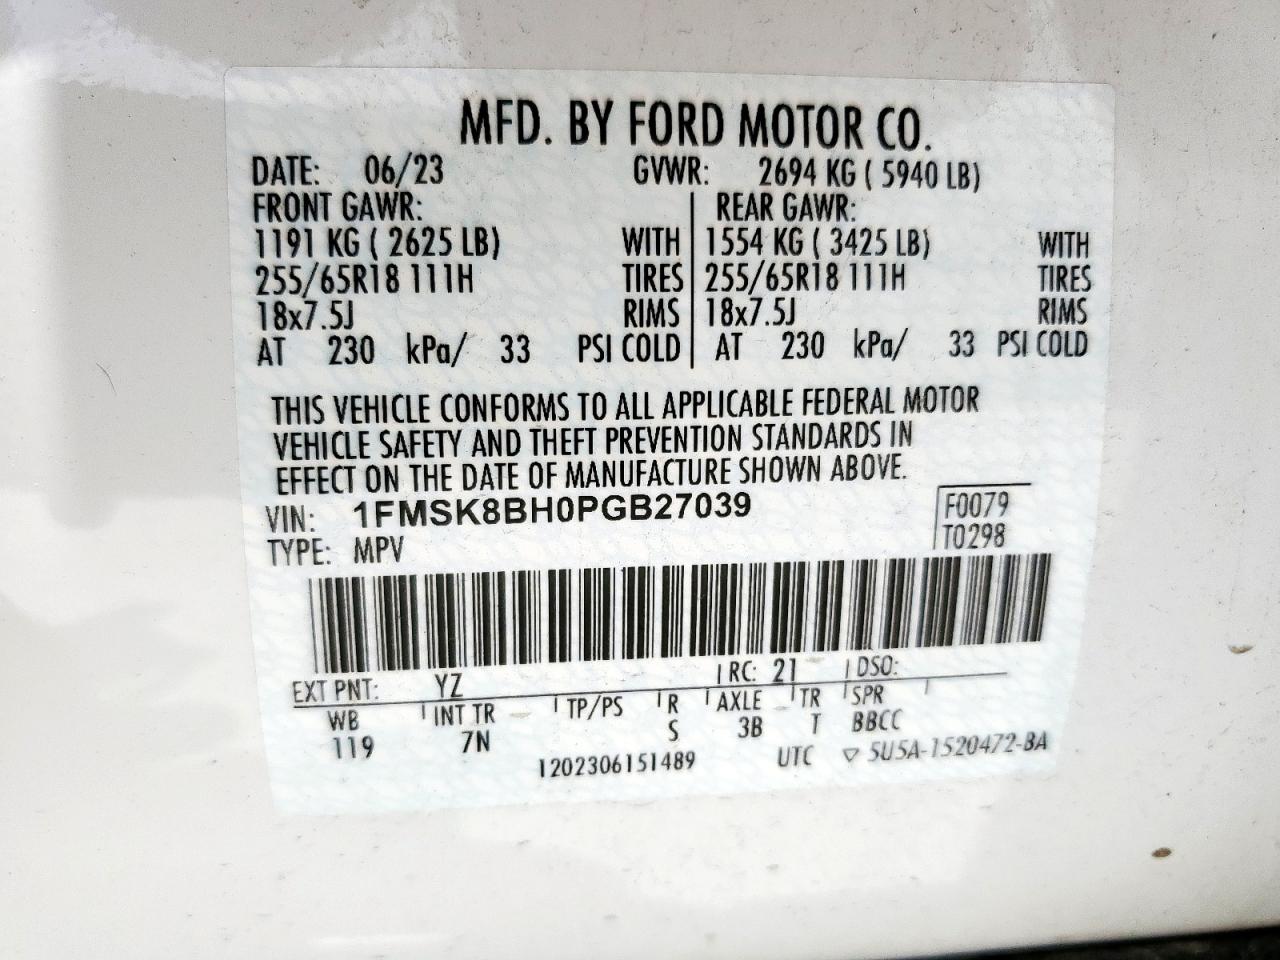 MFD. BY FORD MOTOR CO.
DATE: 06/23 GVWR: 2694 KG ( 5940 LB)
FRONT GAWR: REAR GAWR:
1191 KG ( 2625 LB) WITH 1554 KG ( 3425 LB) WITH
255/65R18 111H TIRES 255/65R18 111H TIRES
18x7.5J RIMS 18x7.5J RIMS
AT 230 kPa/ 33 PSI COLD AT 230 kPa/ 33 PSI COLD
THIS VEHICLE CONFORMS TO ALL APPLICABLE FEDERAL MOTOR
VEHICLE SAFETY AND THEFT PREVENTION STANDARDS IN
EFFECT ON THE DATE OF MANUFACTURE SHOWN ABOVE.
VIN: 1FMSK8BH0PGB27039 F0079
TYPE: MPV T0298
EXT PNT: YZ RC: 21 DSO:
WB INT TR TP/PS R AXLE TR SPR
119 7N S 3B T BBCC
1202306151489 UTC ▽ 5U5A-1520472-BA